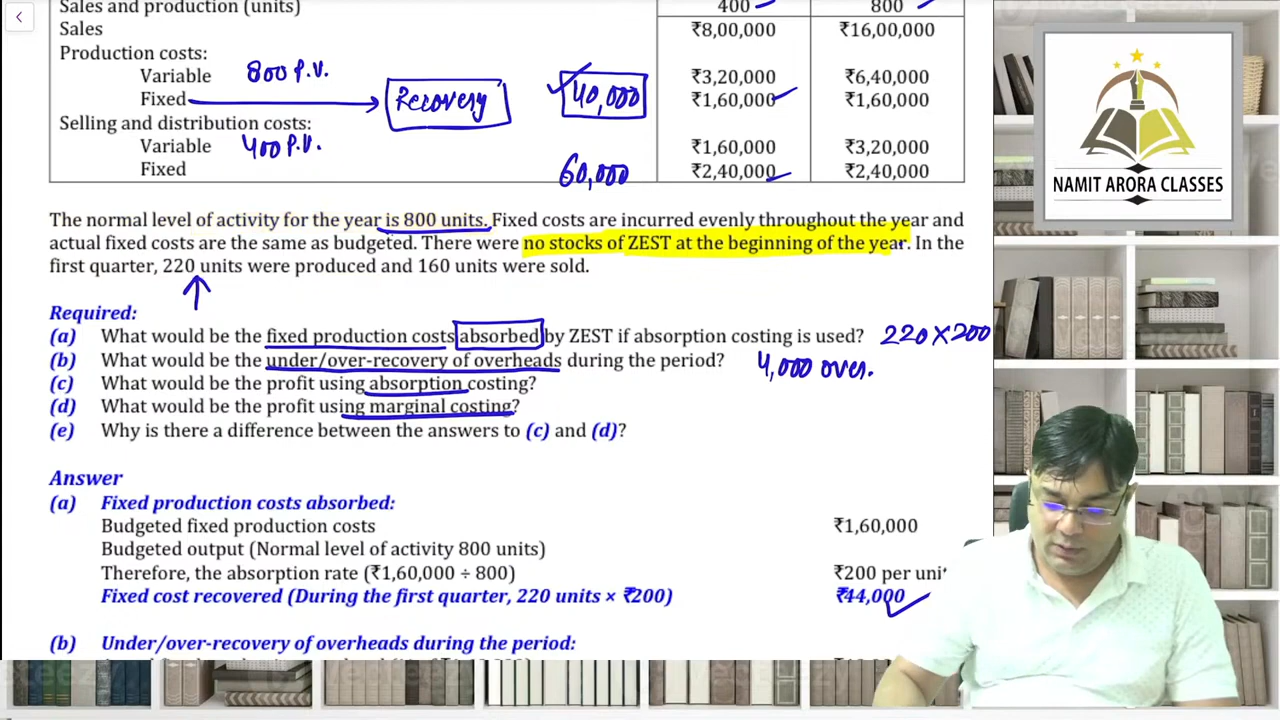 Sales and production (units) 400 800
Sales ₹8,00,000 ₹16,00,000
Production costs:
Variable 800 P.U. ₹3,20,000 ₹6,40,000
Fixed Recovery 40,000 ₹1,60,000 ₹1,60,000
Selling and distribution costs:
Variable 400 P.U. ₹1,60,000 ₹3,20,000
Fixed 60,000 ₹2,40,000 ₹2,40,000
NAMIT ARORA CLASSES
The normal level of activity for the year is 800 units. Fixed costs are incurred evenly throughout the year and
actual fixed costs are the same as budgeted. There were no stocks of ZEST at the beginning of the year. In the
first quarter, 220 units were produced and 160 units were sold.
Required:
(a) What would be the fixed production costs absorbed by ZEST if absorption costing is used? 220 X 200
(b) What would be the under/over-recovery of overheads during the period? 4,000 over.
(c) What would be the profit using absorption costing?
(d) What would be the profit using marginal costing?
(e) Why is there a difference between the answers to (c) and (d)?
Answer
(a) Fixed production costs absorbed:
Budgeted fixed production costs ₹1,60,000
Budgeted output (Normal level of activity 800 units)
Therefore, the absorption rate (₹1,60,000 ÷ 800) ₹200 per unit
Fixed cost recovered (During the first quarter, 220 units × ₹200) ₹44,000
(b) Under/over-recovery of overheads during the period: